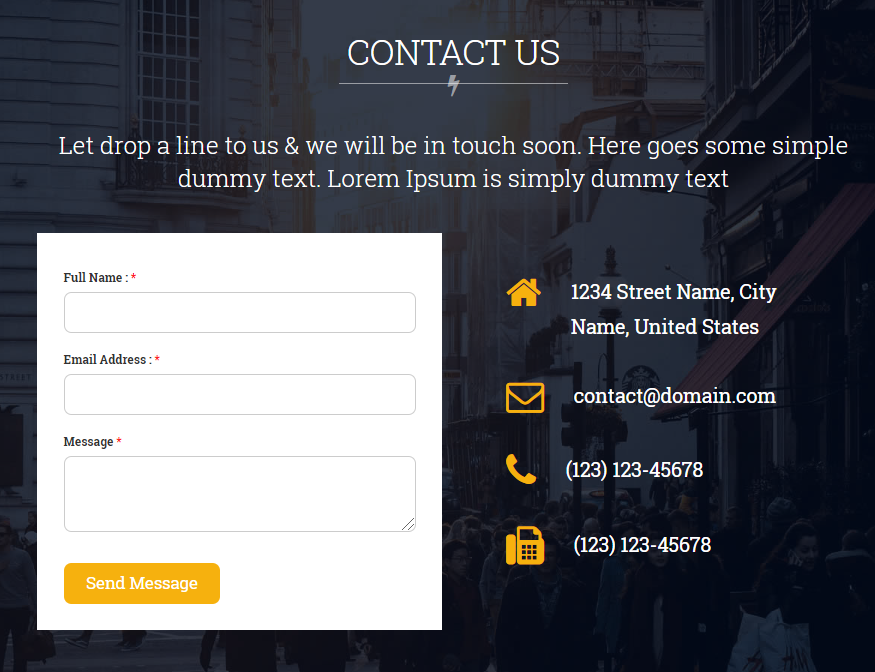 CONTACT US
Let drop a line to us & we will be in touch soon. Here goes some simple
dummy text. Lorem Ipsum is simply dummy text
Full Name : *
Email Address : *
Message *
Send Message
1234 Street Name, City
Name, United States
contact@domain.com
(123) 123-45678
(123) 123-45678